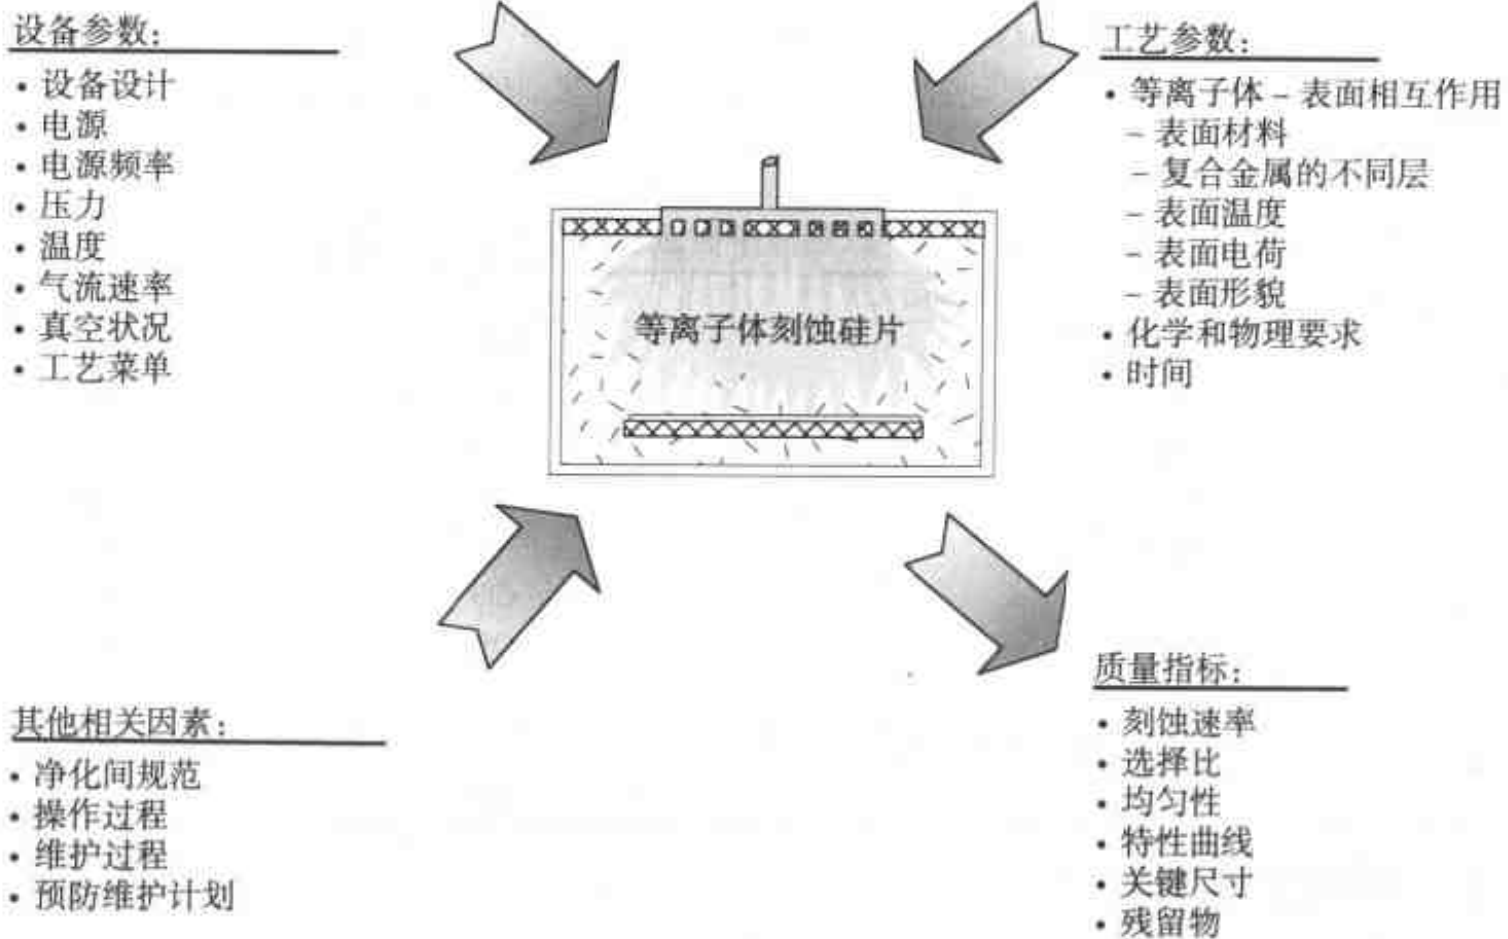 设备参数：
• 设备设计
• 电源
• 电源频率
• 压力
• 温度
• 气流速率
• 真空状况
• 工艺菜单
工艺参数：
• 等离子体 – 表面相互作用
– 表面材料
– 复合金属的不同层
– 表面温度
– 表面电荷
– 表面形貌
• 化学和物理要求
• 时间
等离子体刻蚀硅片
其他相关因素：
• 净化间规范
• 操作过程
• 维护过程
• 预防维护计划
质量指标：
• 刻蚀速率
• 选择比
• 均匀性
• 特性曲线
• 关键尺寸
• 残留物